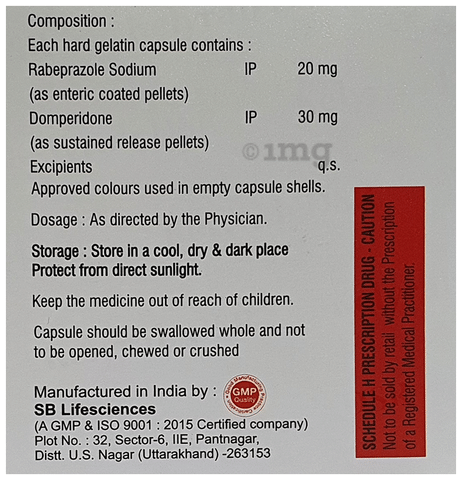 Composition :
Each hard gelatin capsule contains :
Rabeprazole Sodium IP 20 mg
(as enteric coated pellets)
Domperidone IP 30 mg
(as sustained release pellets)
©1mg
Excipients q.s.
Approved colours used in empty capsule shells.
Dosage : As directed by the Physician.
Storage : Store in a cool, dry & dark place
Protect from direct sunlight.
Keep the medicine out of reach of children.
Capsule should be swallowed whole and not
to be opened, chewed or crushed
Manufactured in India by :
SB Lifesciences
(A GMP & ISO 9001 : 2015 Certified company)
Plot No. : 32, Sector-6, IIE, Pantnagar,
Distt. U.S. Nagar (Uttarakhand) -263153
GMP
Quality
SCHEDULE H PRESCRIPTION DRUG - CAUTION
Not to be sold by retail without the Prescription
of a Registered Medical Practitioner.